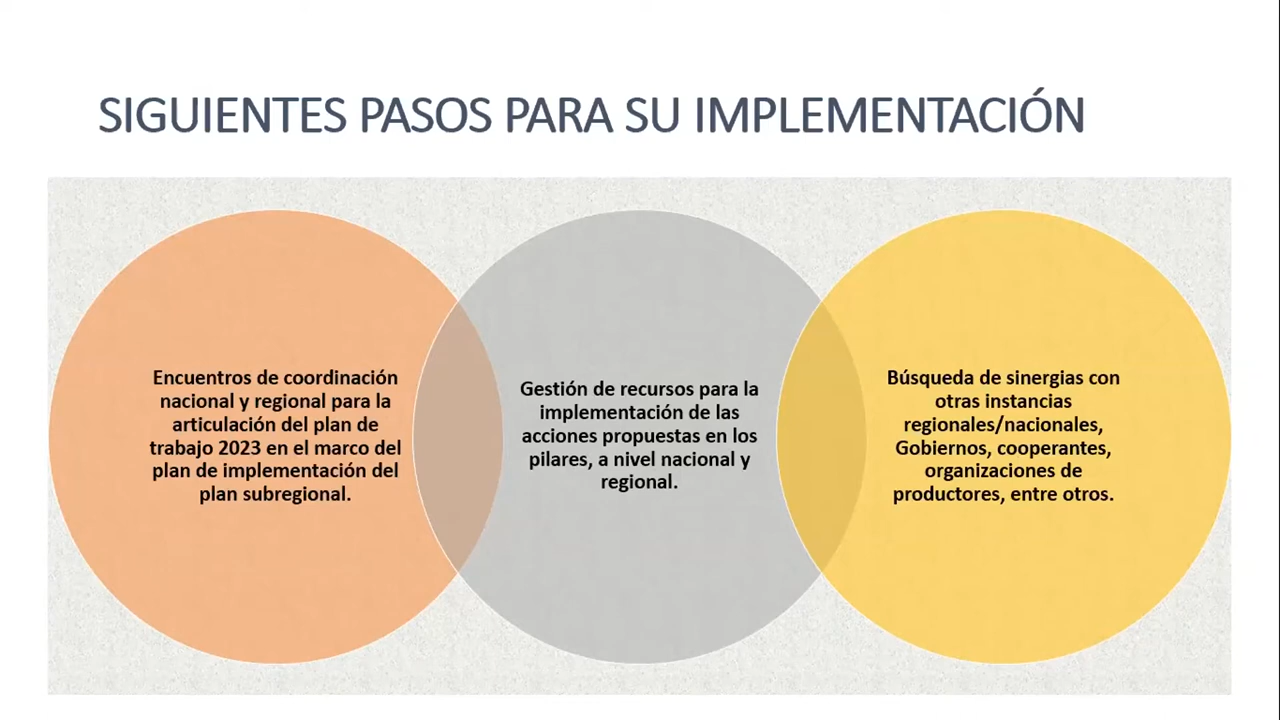 SIGUIENTES PASOS PARA SU IMPLEMENTACIÓN
Encuentros de coordinación
nacional y regional para la
articulación del plan de
trabajo 2023 en el marco del
plan de implementación del
plan subregional.
Gestión de recursos para la
implementación de las
acciones propuestas en los
pilares, a nivel nacional y
regional.
Búsqueda de sinergias con
otras instancias
regionales/nacionales,
Gobiernos, cooperantes,
organizaciones de
productores, entre otros.